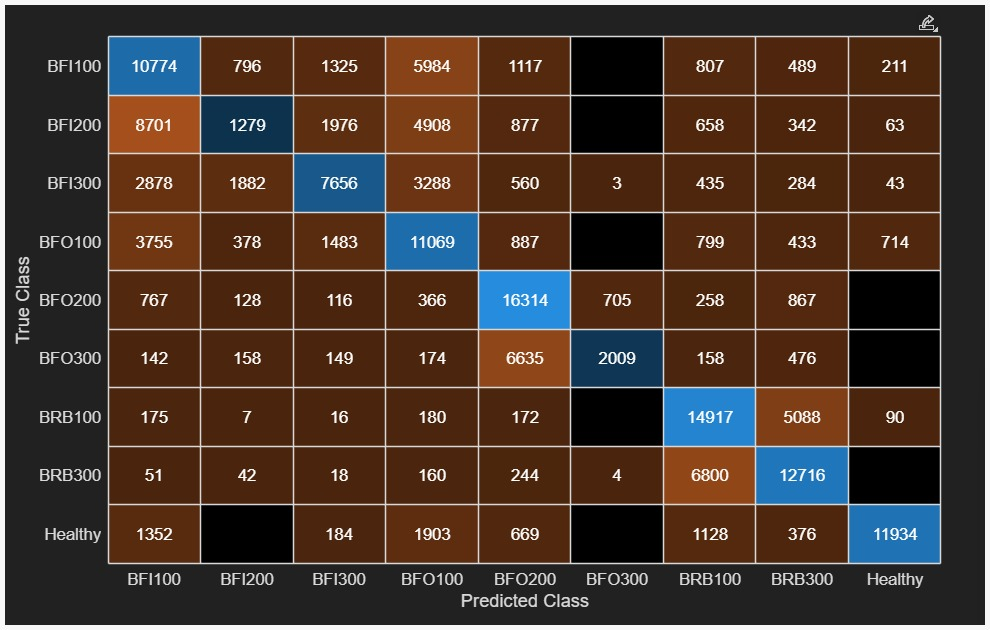 BFI100 10774 796 1325 5984 1117 807 489 211
BFI200 8701 1279 1976 4908 877 658 342 63
BFI300 2878 1882 7656 3288 560 3 435 284 43
BFO100 3755 378 1483 11069 887 799 433 714
BFO200 767 128 116 366 16314 705 258 867
BFO300 142 158 149 174 6635 2009 158 476
BRB100 175 7 16 180 172 14917 5088 90
BRB300 51 42 18 160 244 4 6800 12716
Healthy 1352 184 1903 669 1128 376 11934
True Class
BFI100 BFI200 BFI300 BFO100 BFO200 BFO300 BRB100 BRB300 Healthy
Predicted Class